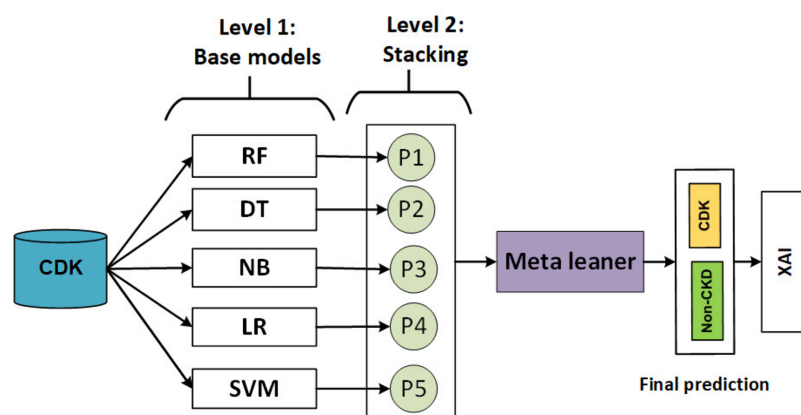 Level 1:
Base models
Level 2:
Stacking
CDK
RF
DT
NB
LR
SVM
P1
P2
P3
P4
P5
Meta leaner
CDK
Non-CKD
Final prediction
XAI